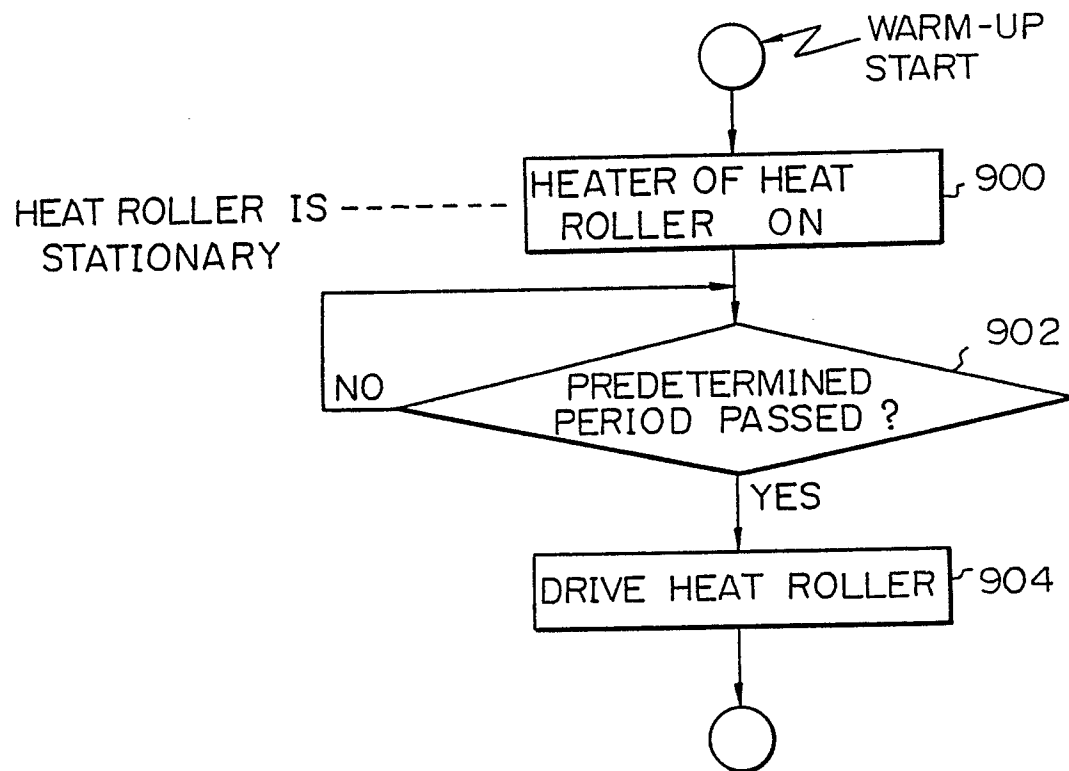 WARM-UP
START
HEATER OF HEAT
ROLLER ON
900
HEAT ROLLER IS
STATIONARY
902
NO
PREDETERMINED
PERIOD PASSED ?
YES
DRIVE HEAT ROLLER
904